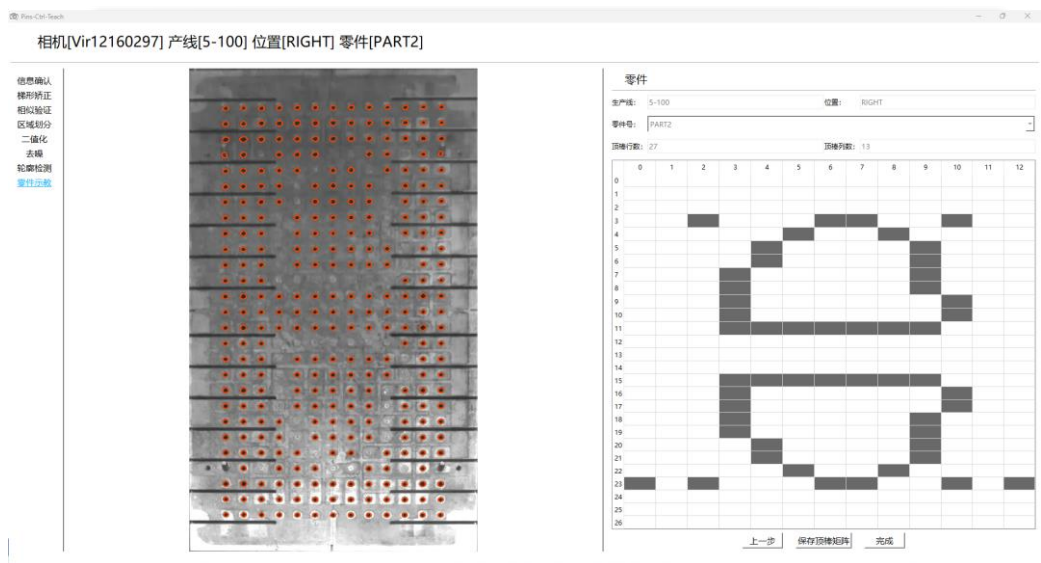 Pins-Ctrl-Teach
相机[Vir12160297] 产线[5-100] 位置[RIGHT] 零件[PART2]
信息确认
梯形矫正
相似验证
区域划分
二值化
去噪
轮廓检测
零件示教
零件
生产线: 5-100 位置: RIGHT
零件号: PART2
顶棒行数: 27 顶棒列数: 13
0 1 2 3 4 5 6 7 8 9 10 11 12
0
1
2
3
4
5
6
7
8
9
10
11
12
13
14
15
16
17
18
19
20
21
22
23
24
25
26
上一步 保存顶棒矩阵 完成